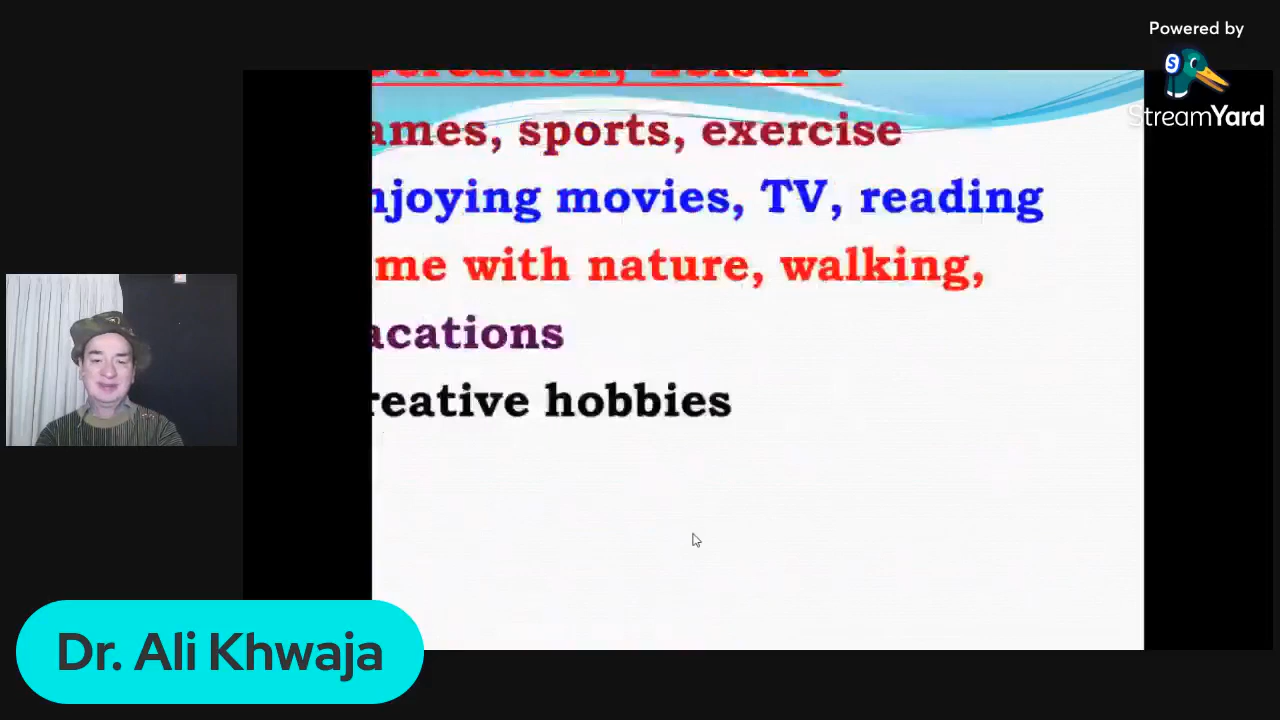 Powered by
StreamYard
Leisure
ames, sports, exercise
njoying movies, TV, reading
me with nature, walking,
acations
reative hobbies
Dr. Ali Khwaja